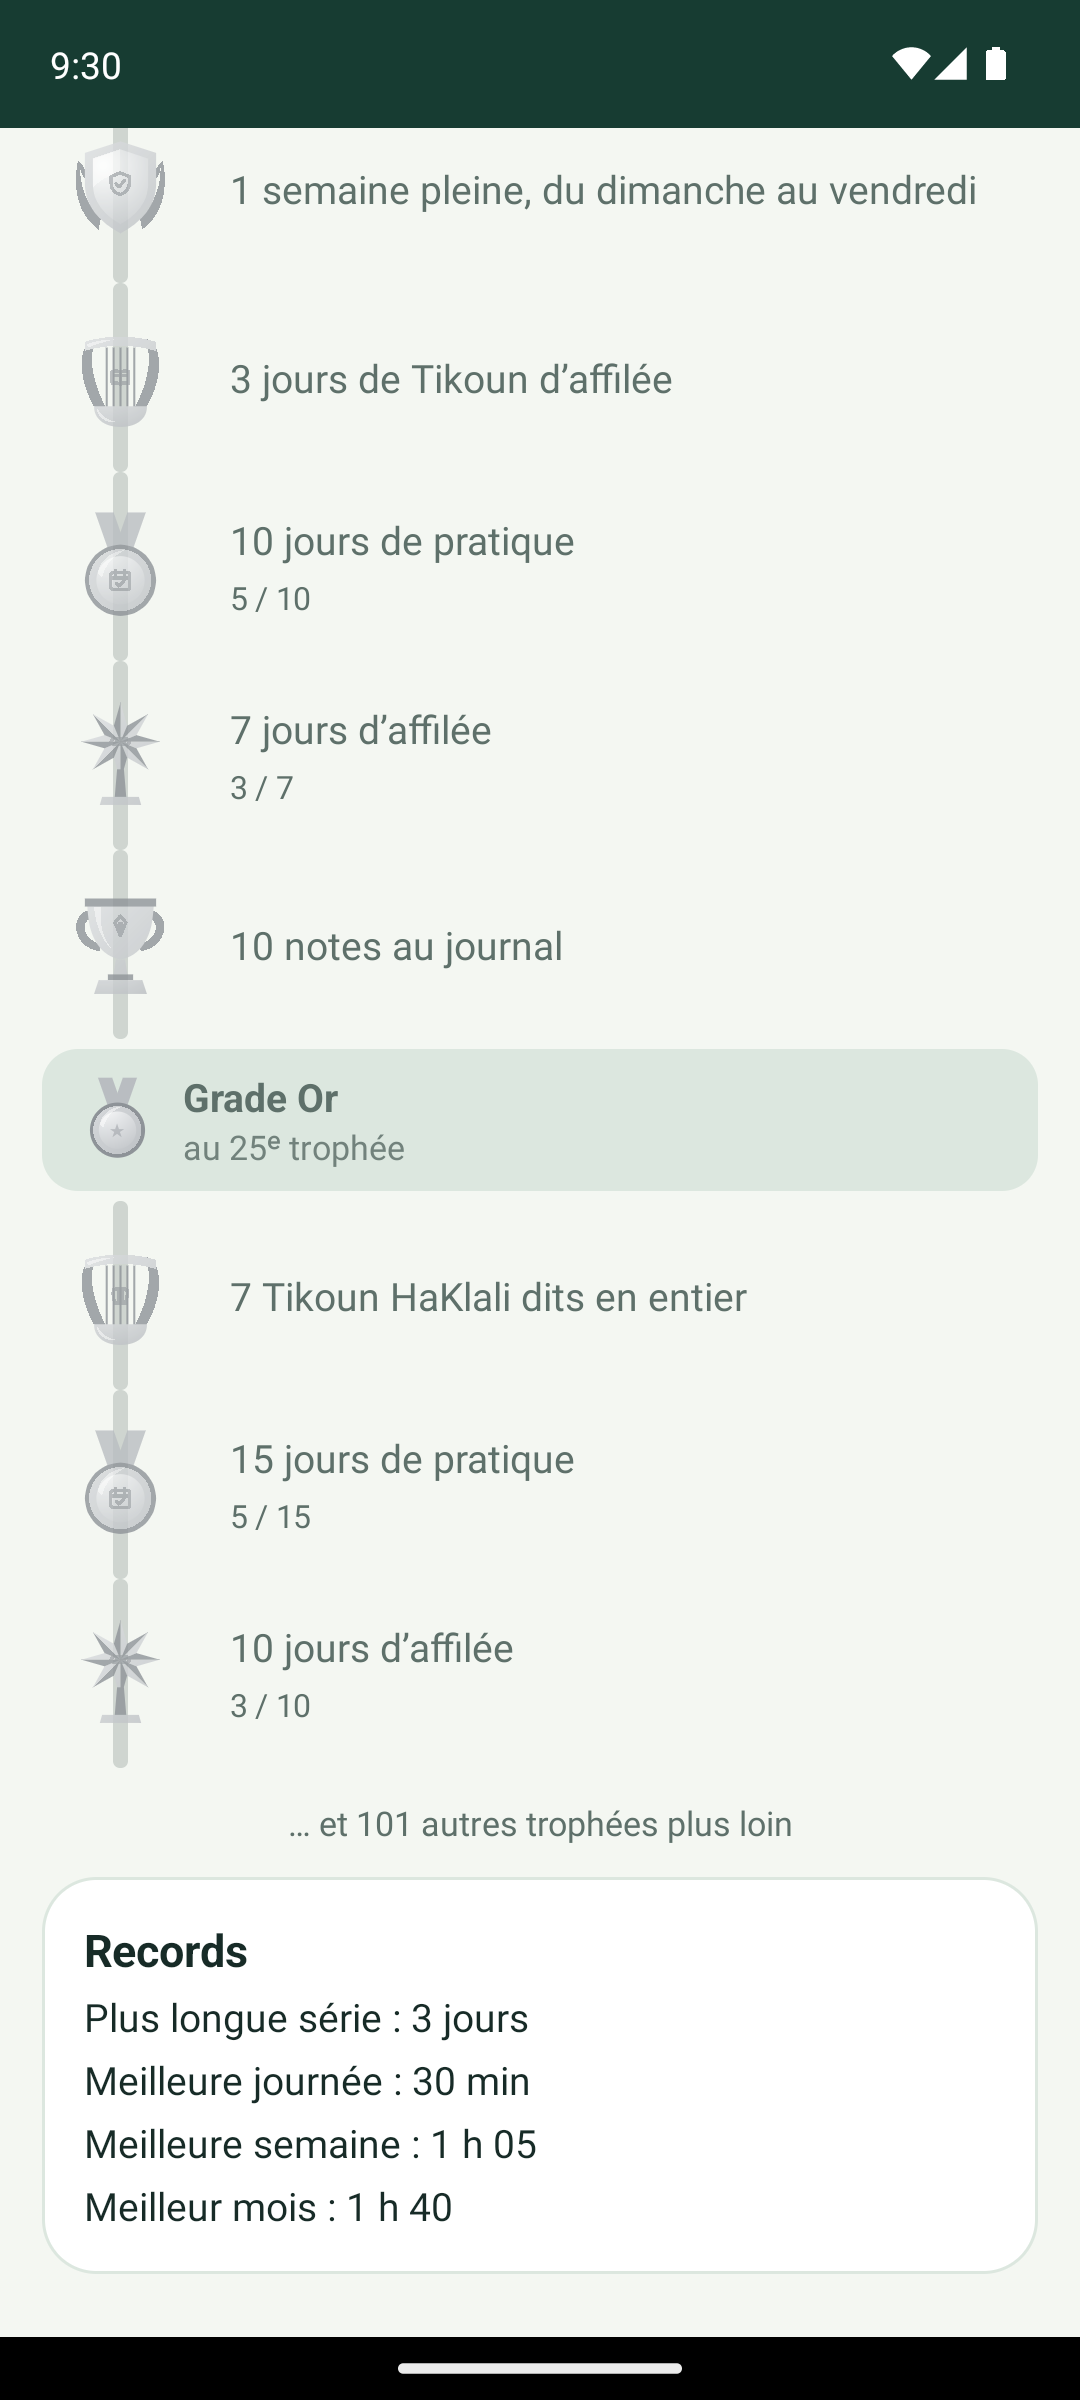 9:30
1 semaine pleine, du dimanche au vendredi
3 jours de Tikoun d’affilée
10 jours de pratique
5 / 10
7 jours d’affilée
3 / 7
10 notes au journal
Grade Or
au 25ᵉ trophée
7 Tikoun HaKlali dits en entier
15 jours de pratique
5 / 15
10 jours d’affilée
3 / 10
… et 101 autres trophées plus loin
Records
Plus longue série : 3 jours
Meilleure journée : 30 min
Meilleure semaine : 1 h 05
Meilleur mois : 1 h 40